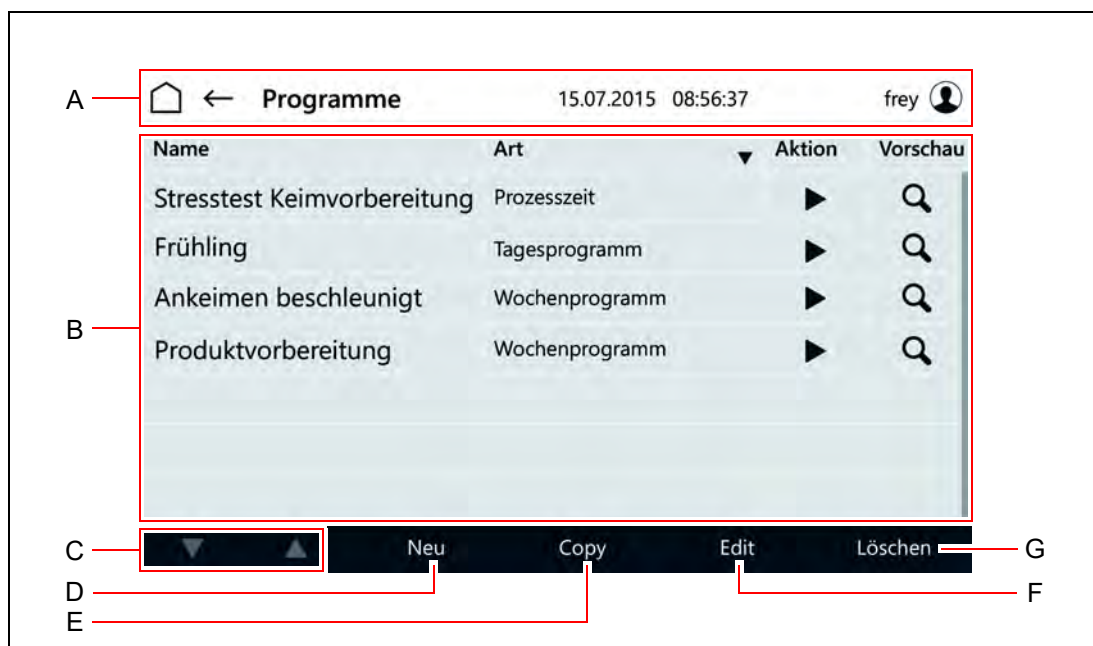 A
Programme 15.07.2015 08:56:37 frey
Name Art Aktion Vorschau
Stresstest Keimvorbereitung Prozesszeit
Frühling Tagesprogramm
Ankeimen beschleunigt Wochenprogramm
B
Produktvorbereitung Wochenprogramm
C Neu Copy Edit Löschen G
D F
E